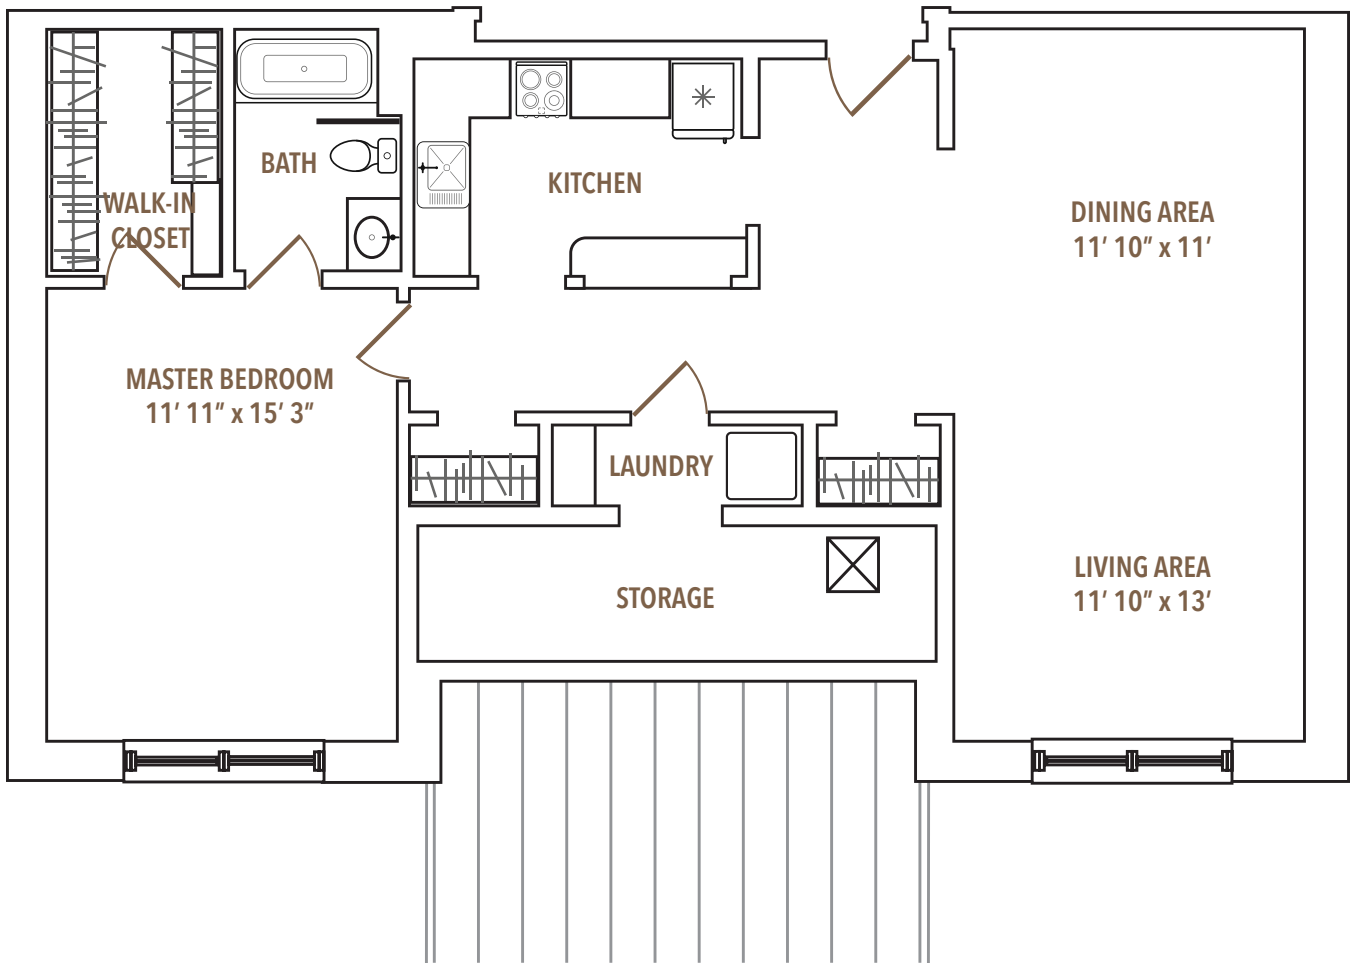 BATH
WALK-IN
CLOSET
KITCHEN
DINING AREA
11′ 10″ x 11′
MASTER BEDROOM
11′ 11″ x 15′ 3″
LAUNDRY
STORAGE
LIVING AREA
11′ 10″ x 13′